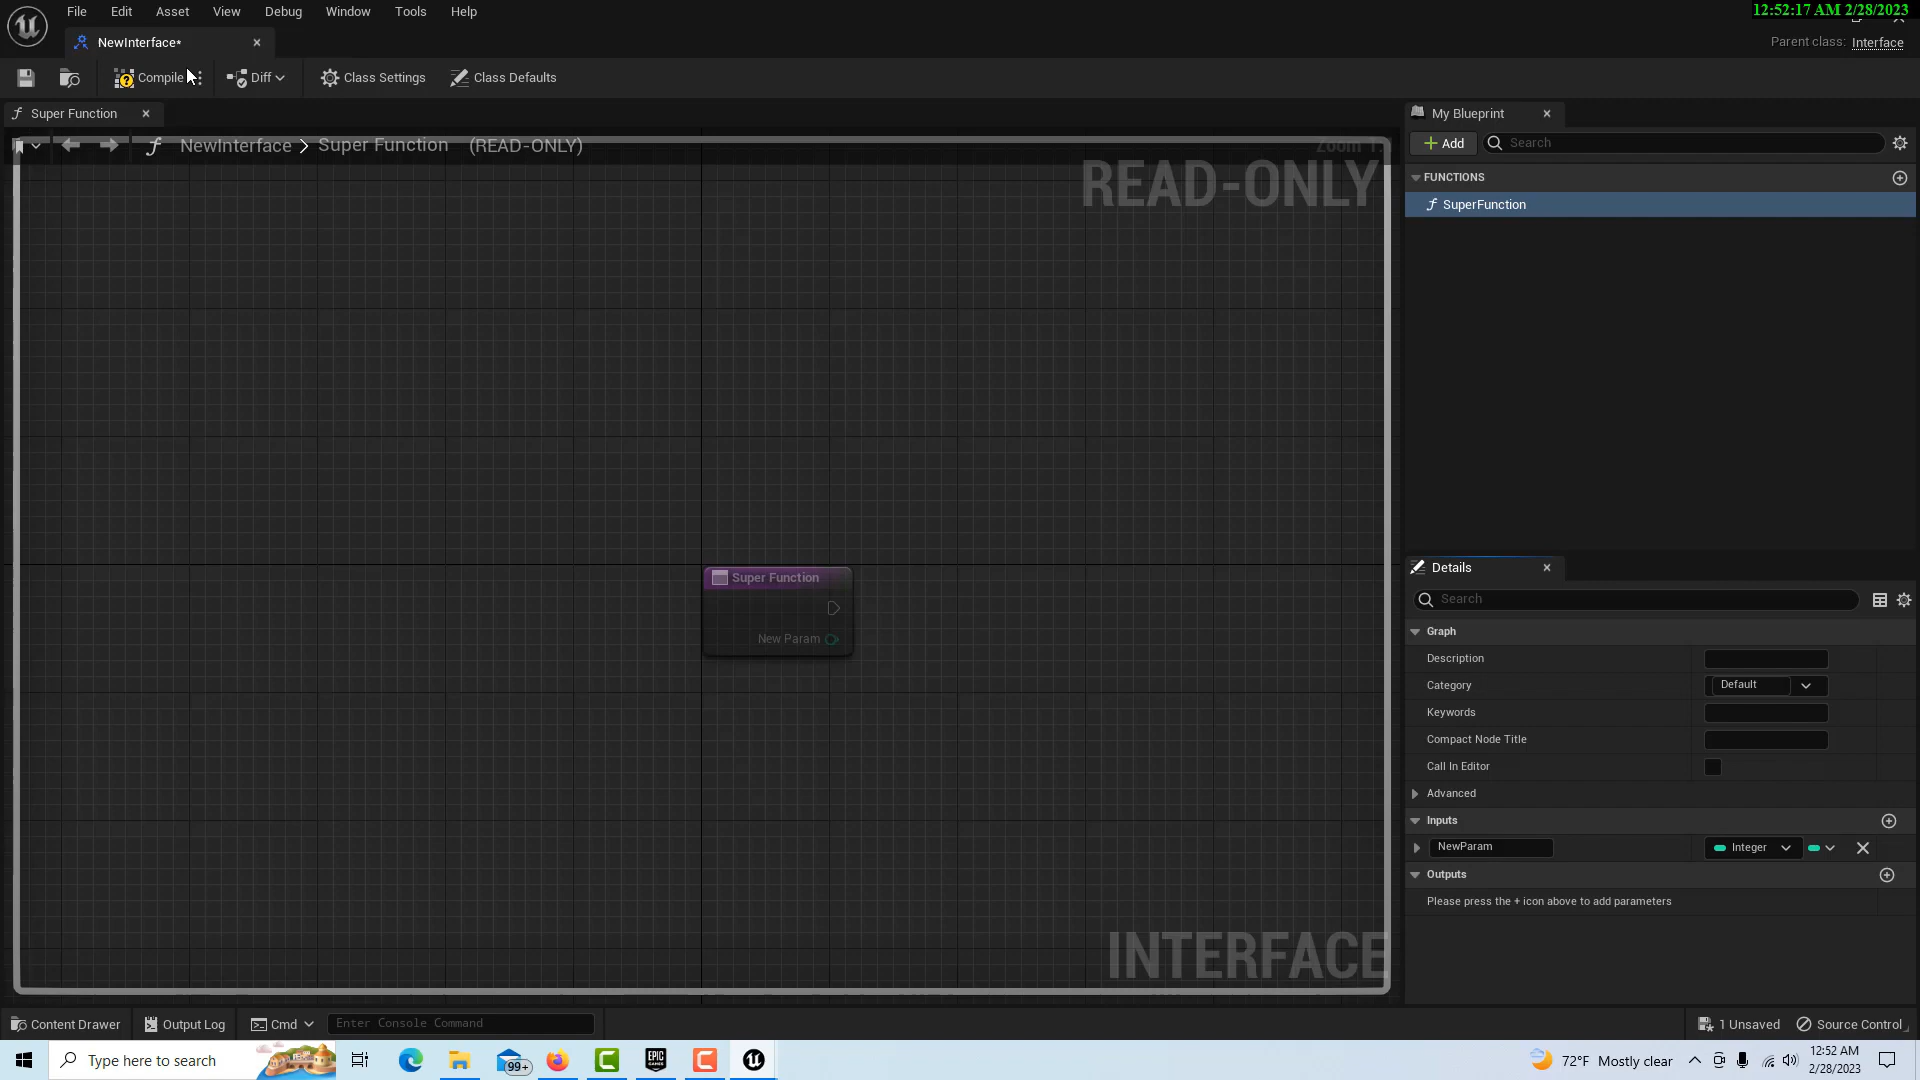 File Edit Asset View Debug Window Tools Help
12:52:17 AM 2/28/2023
NewInterface*
Parent class: Interface
Compile Diff Class Settings Class Defaults
Super Function
My Blueprint
NewInterface > Super Function (READ-ONLY)
Zoom 1:
+ Add Search
READ-ONLY
FUNCTIONS
SuperFunction
Super Function
New Param
Details
Search
Graph
Description
Category Default
Keywords
Compact Node Title
Call In Editor
Advanced
Inputs
NewParam Integer
Outputs
Please press the + icon above to add parameters
INTERFACE
Content Drawer Output Log Cmd Enter Console Command 1 Unsaved Source Control
Type here to search 99+ EPIC GAMES 72°F Mostly clear 12:52 AM
2/28/2023